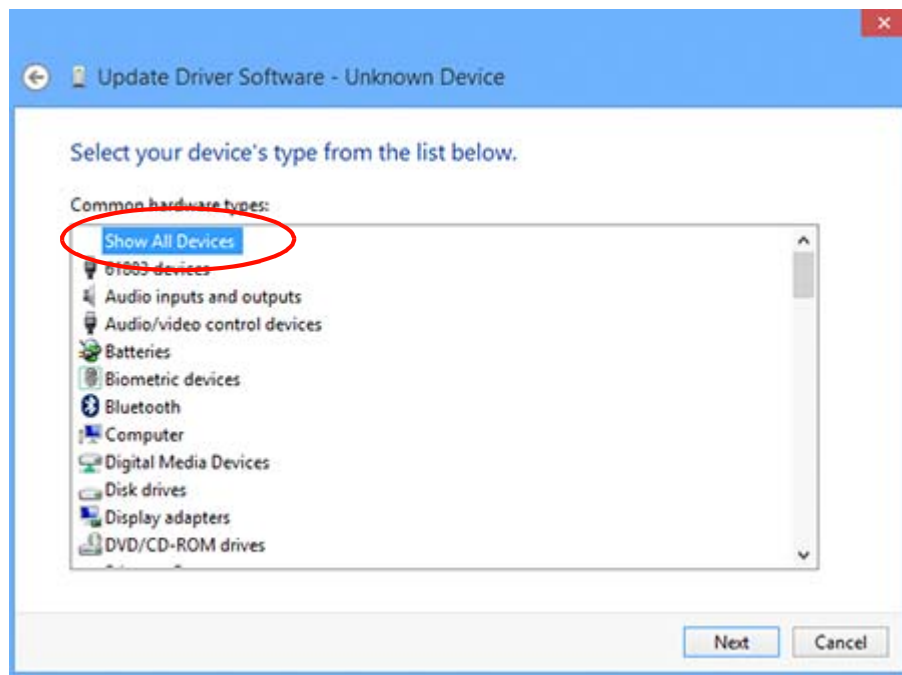 Update Driver Software - Unknown Device
Select your device's type from the list below.
Common hardware types:
Show All Devices
61883 devices
Audio inputs and outputs
Audio/video control devices
Batteries
Biometric devices
Bluetooth
Computer
Digital Media Devices
Disk drives
Display adapters
DVD/CD-ROM drives
Next Cancel